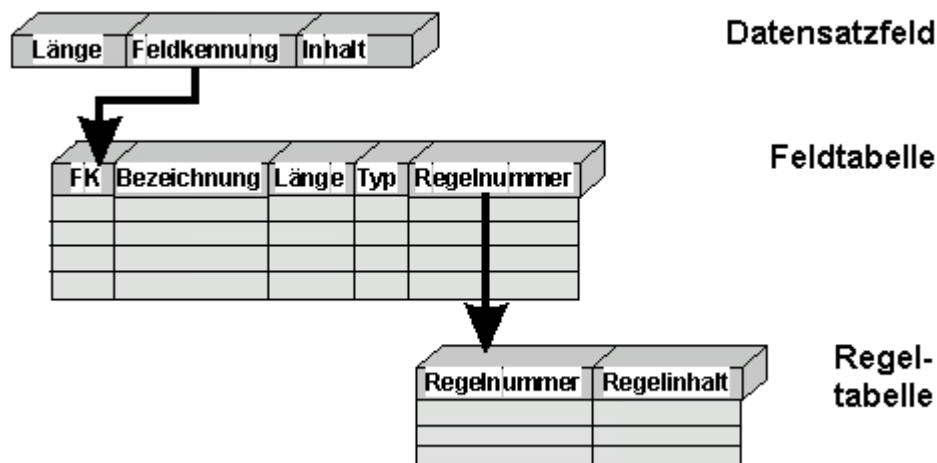 Länge Feldkennung Inhalt
Datensatzfeld
FK Bezeichnung Länge Typ Regelnummer
Feldtabelle
Regelnummer Regelinhalt
Regel-
tabelle